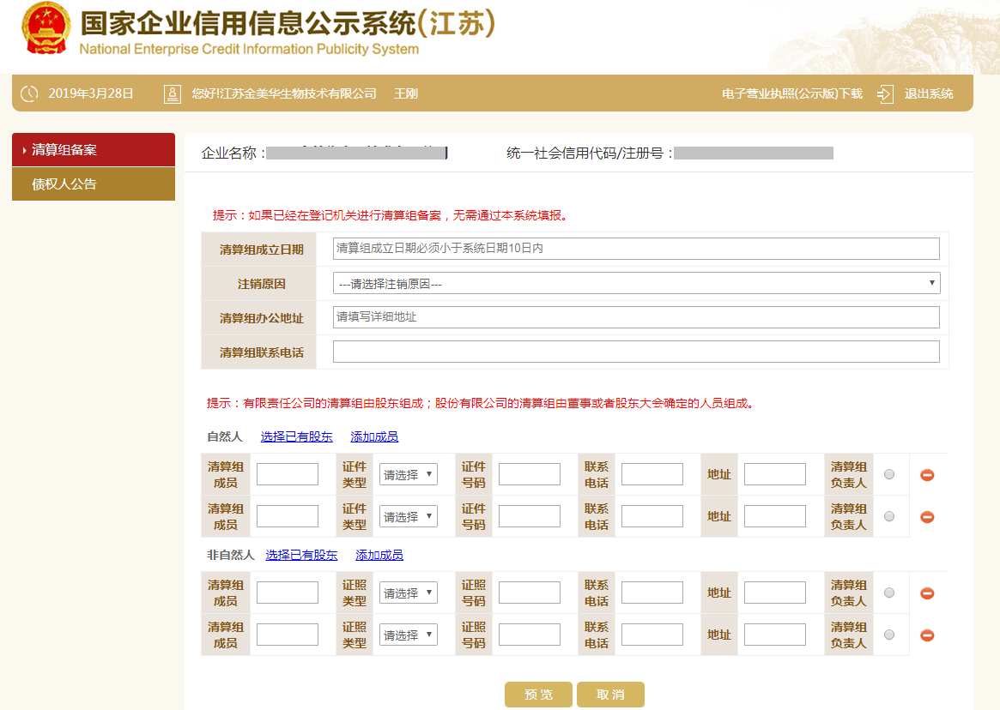 国家企业信用信息公示系统(江苏)
National Enterprise Credit Information Publicity System
2019年3月28日 您好!江苏金美华生物技术有限公司 王刚 电子营业执照(公示版)下载 退出系统
清算组备案
债权人公告
企业名称： 统一社会信用代码/注册号：
提示：如果已经在登记机关进行清算组备案，无需通过本系统填报。
清算组成立日期 清算组成立日期必须小于系统日期10日内
注销原因 ---请选择注销原因---
清算组办公地址 请填写详细地址
清算组联系电话
提示：有限责任公司的清算组由股东组成；股份有限公司的清算组由董事或者股东大会确定的人员组成。
自然人 选择已有股东 添加成员
清算组 证件 证件 联系 清算组
成员 类型 请选择 号码 电话 地址 负责人
清算组 证件 证件 联系 清算组
成员 类型 请选择 号码 电话 地址 负责人
非自然人 选择已有股东 添加成员
清算组 证照 证照 联系 清算组
成员 类型 请选择 号码 电话 地址 负责人
清算组 证照 证照 联系 清算组
成员 类型 请选择 号码 电话 地址 负责人
预 览 取 消